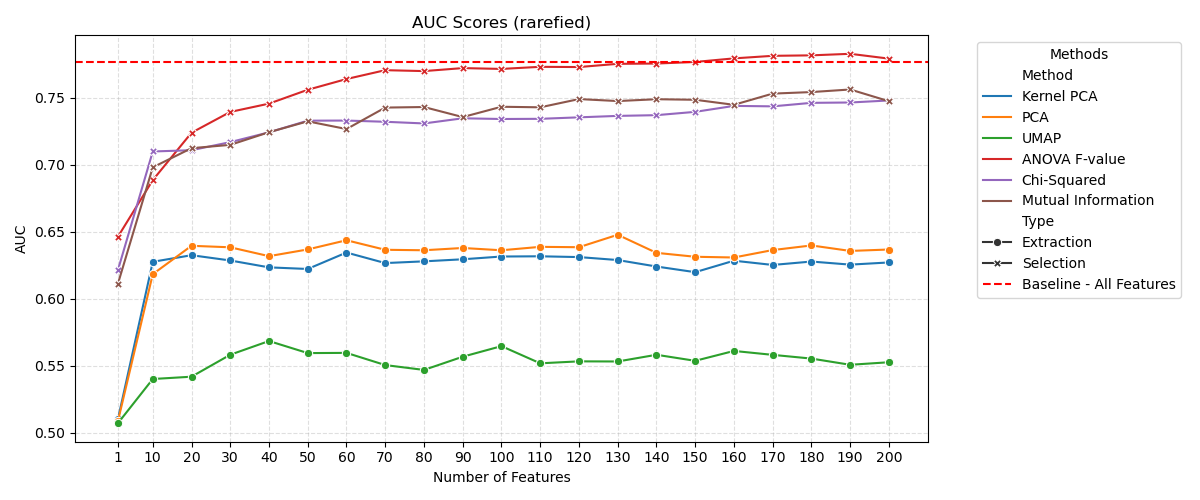 AUC Scores (rarefied)
AUC
0.75
0.70
0.65
0.60
0.55
0.50
1 10 20 30 40 50 60 70 80 90 100 110 120 130 140 150 160 170 180 190 200
Number of Features
Methods
Method
Kernel PCA
PCA
UMAP
ANOVA F-value
Chi-Squared
Mutual Information
Type
Extraction
Selection
Baseline - All Features